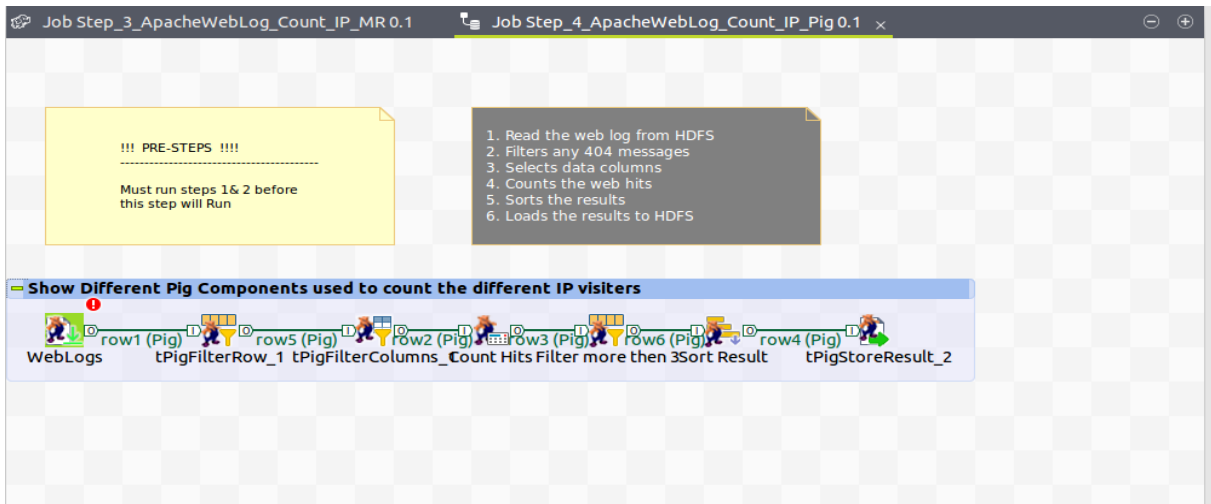 Job Step_3_ApacheWebLog_Count_IP_MR 0.1
Job Step_4_ApacheWebLog_Count_IP_Pig 0.1
!!! PRE-STEPS !!!!
-----------------------------------------
Must run steps 1& 2 before
this step will Run
1. Read the web log from HDFS
2. Filters any 404 messages
3. Selects data columns
4. Counts the web hits
5. Sorts the results
6. Loads the results to HDFS
Show Different Pig Components used to count the different IP visiters
row1 (Pig) row5 (Pig) row2 (Pig) row3 (Pig) row6 (Pig) row4 (Pig)
WebLogs tPigFilterRow_1 tPigFilterColumns_1 Count Hits Filter more then 3 Sort Result tPigStoreResult_2